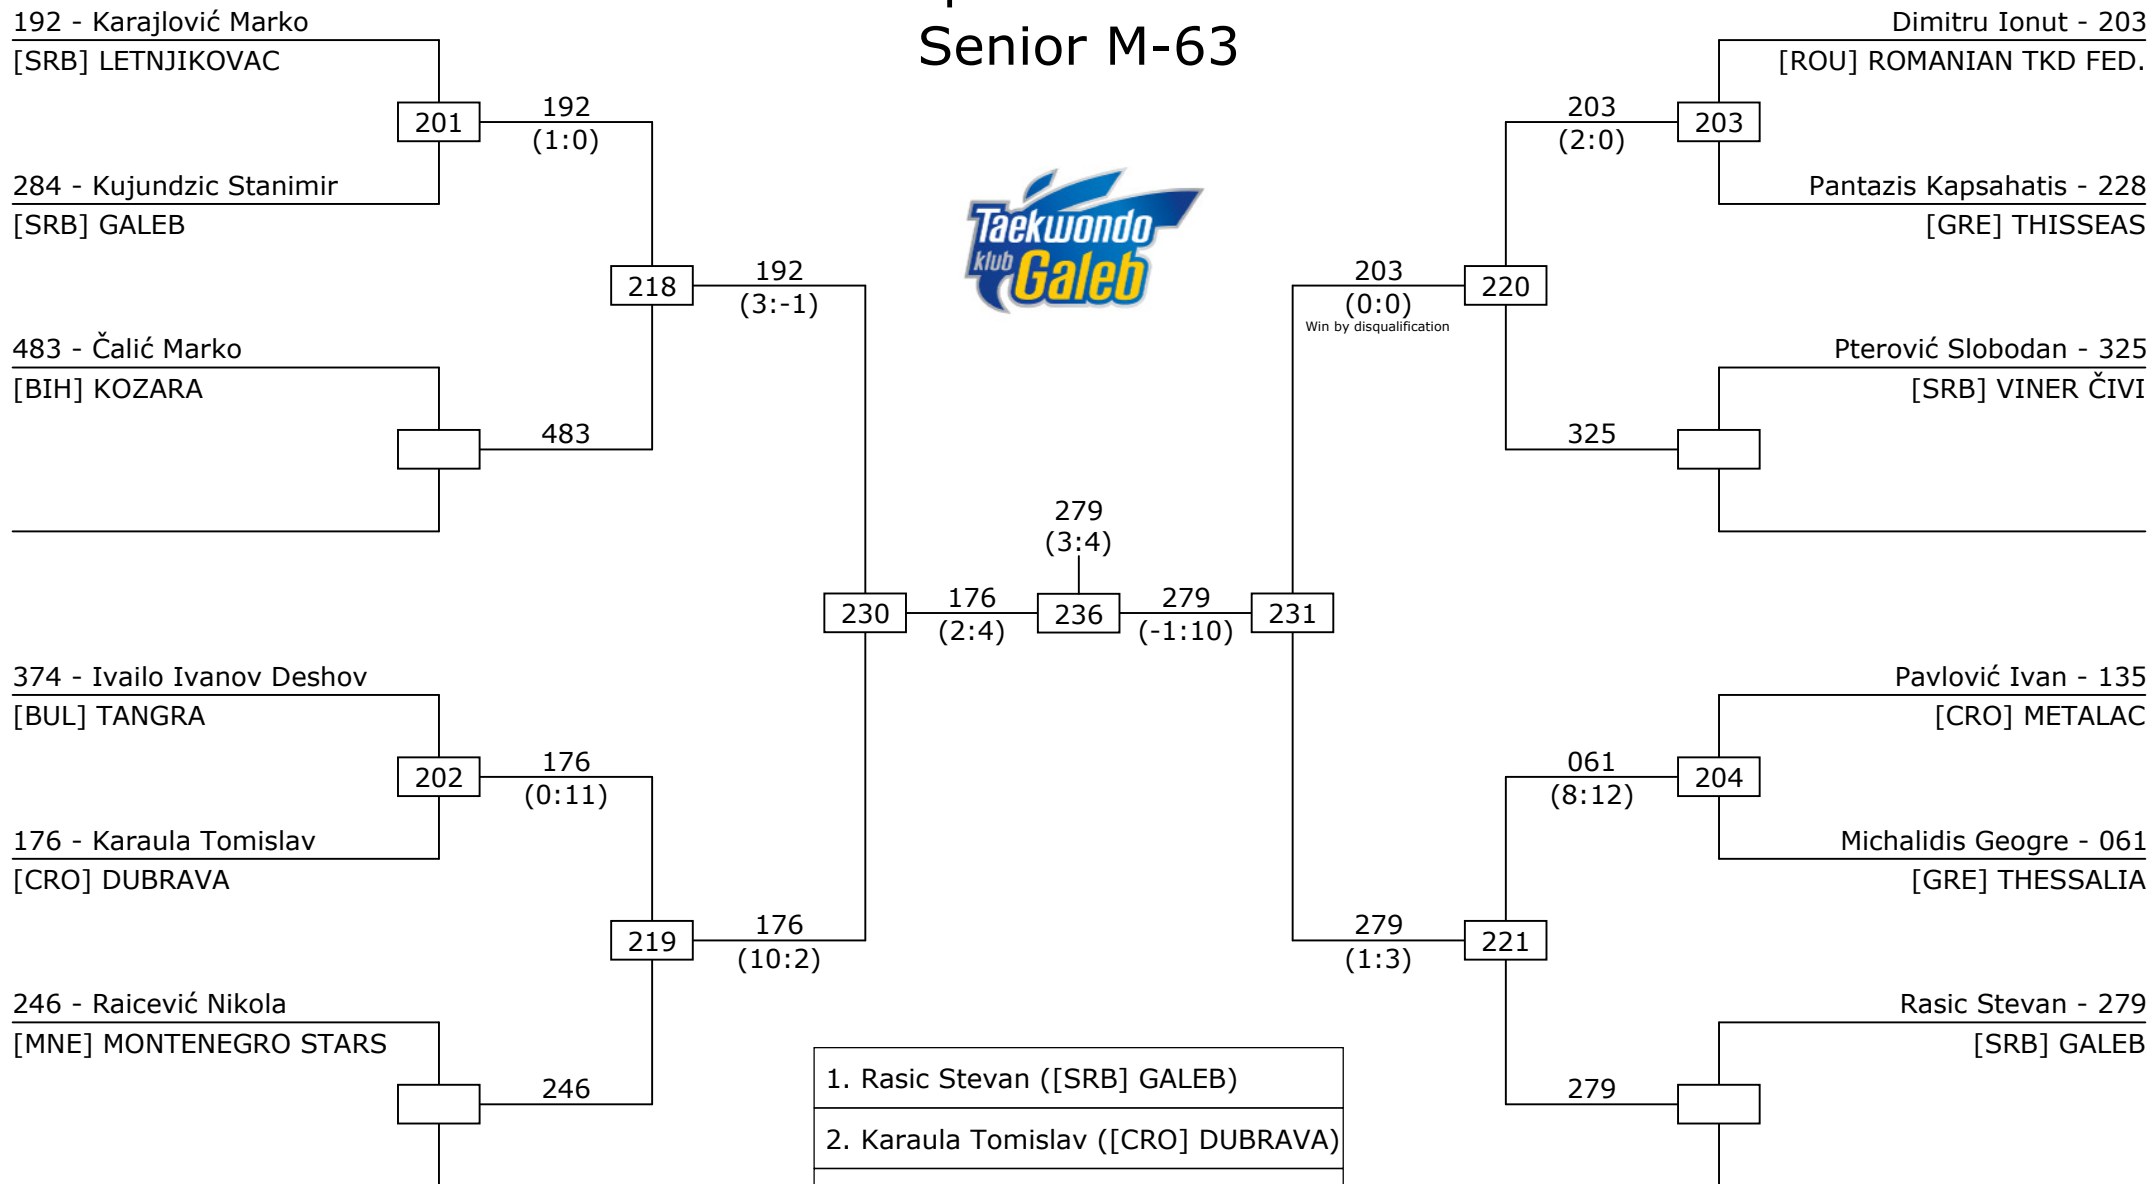 Senior M-63
192 - Karajlović Marko
[SRB] LETNJIKOVAC
201
192
(1:0)
284 - Kujundzic Stanimir
[SRB] GALEB
218
192
(3:-1)
483 - Čalić Marko
[BIH] KOZARA
483
230
176
(2:4)
374 - Ivailo Ivanov Deshov
[BUL] TANGRA
202
176
(0:11)
176 - Karaula Tomislav
[CRO] DUBRAVA
219
176
(10:2)
246 - Raicević Nikola
[MNE] MONTENEGRO STARS
246
Taekwondo
klub Galeb
279
(3:4)
236
Dimitru Ionut - 203
[ROU] ROMANIAN TKD FED.
203
(2:0)
203
Pantazis Kapsahatis - 228
[GRE] THISSEAS
203
(0:0)
Win by disqualification
220
Pterović Slobodan - 325
[SRB] VINER ČIVI
325
279
(-1:10)
231
Pavlović Ivan - 135
[CRO] METALAC
061
(8:12)
204
Michalidis Geogre - 061
[GRE] THESSALIA
279
(1:3)
221
Rasic Stevan - 279
[SRB] GALEB
279
1. Rasic Stevan ([SRB] GALEB)
2. Karaula Tomislav ([CRO] DUBRAVA)